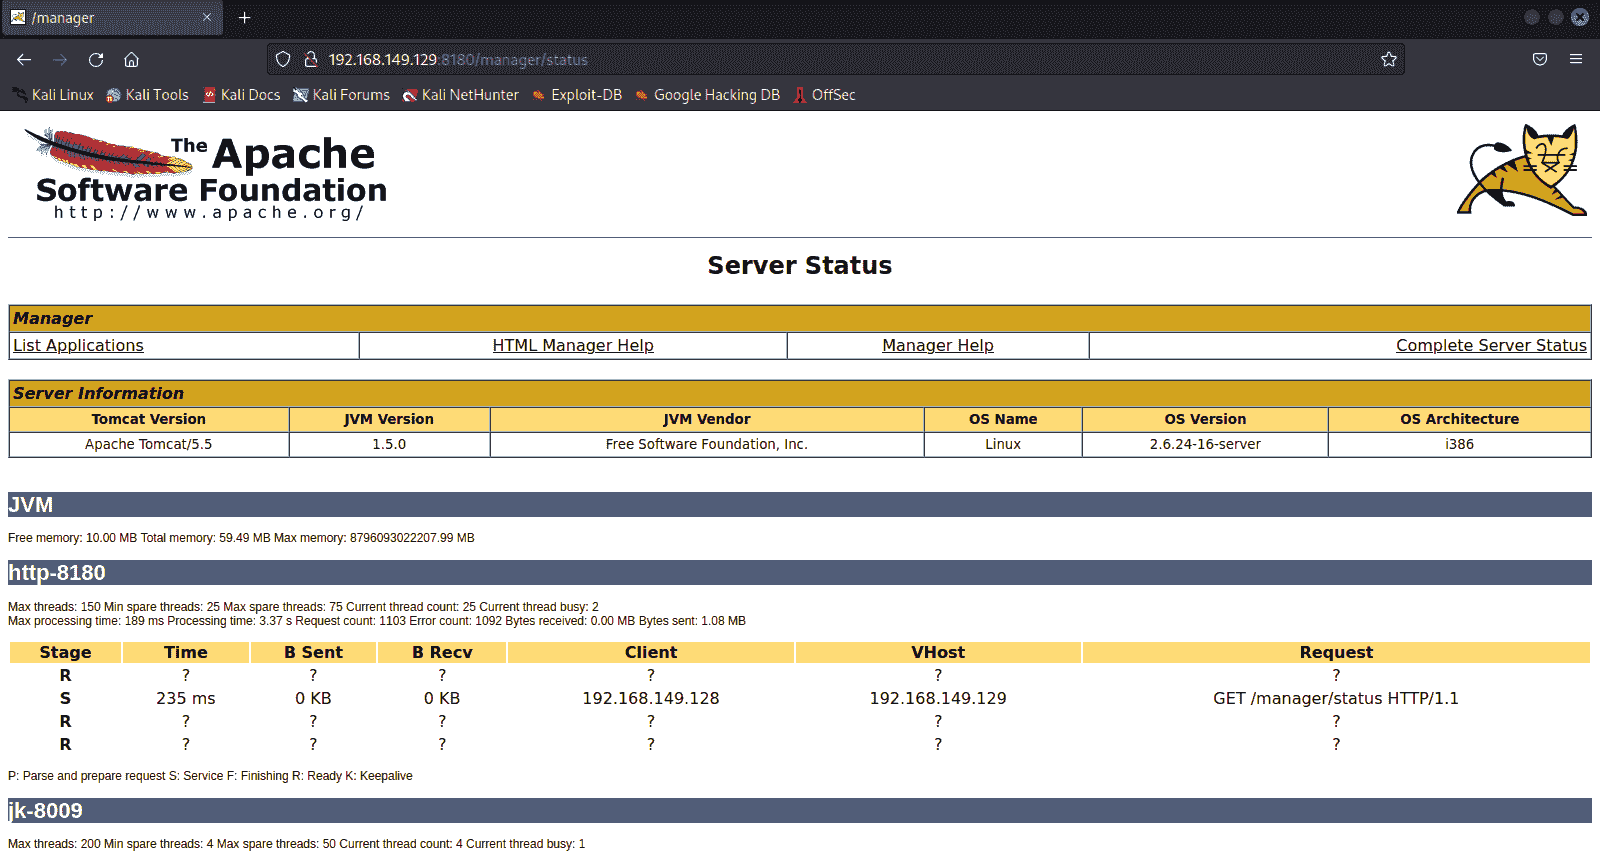 /manager
192.168.149.129:8180/manager/status
Kali Linux Kali Tools Kali Docs Kali Forums Kali NetHunter Exploit-DB Google Hacking DB OffSec
The Apache
Software Foundation
http://www.apache.org/
Server Status
Manager
List Applications HTML Manager Help Manager Help Complete Server Status
Server Information
Tomcat Version JVM Version JVM Vendor OS Name OS Version OS Architecture
Apache Tomcat/5.5 1.5.0 Free Software Foundation, Inc. Linux 2.6.24-16-server i386
JVM
Free memory: 10.00 MB Total memory: 59.49 MB Max memory: 8796093022207.99 MB
http-8180
Max threads: 150 Min spare threads: 25 Max spare threads: 75 Current thread count: 25 Current thread busy: 2
Max processing time: 189 ms Processing time: 3.37 s Request count: 1103 Error count: 1092 Bytes received: 0.00 MB Bytes sent: 1.08 MB
Stage Time B Sent B Recv Client VHost Request
R ? ? ? ? ? ?
S 235 ms 0 KB 0 KB 192.168.149.128 192.168.149.129 GET /manager/status HTTP/1.1
R ? ? ? ? ? ?
R ? ? ? ? ? ?
P: Parse and prepare request S: Service F: Finishing R: Ready K: Keepalive
jk-8009
Max threads: 200 Min spare threads: 4 Max spare threads: 50 Current thread count: 4 Current thread busy: 1